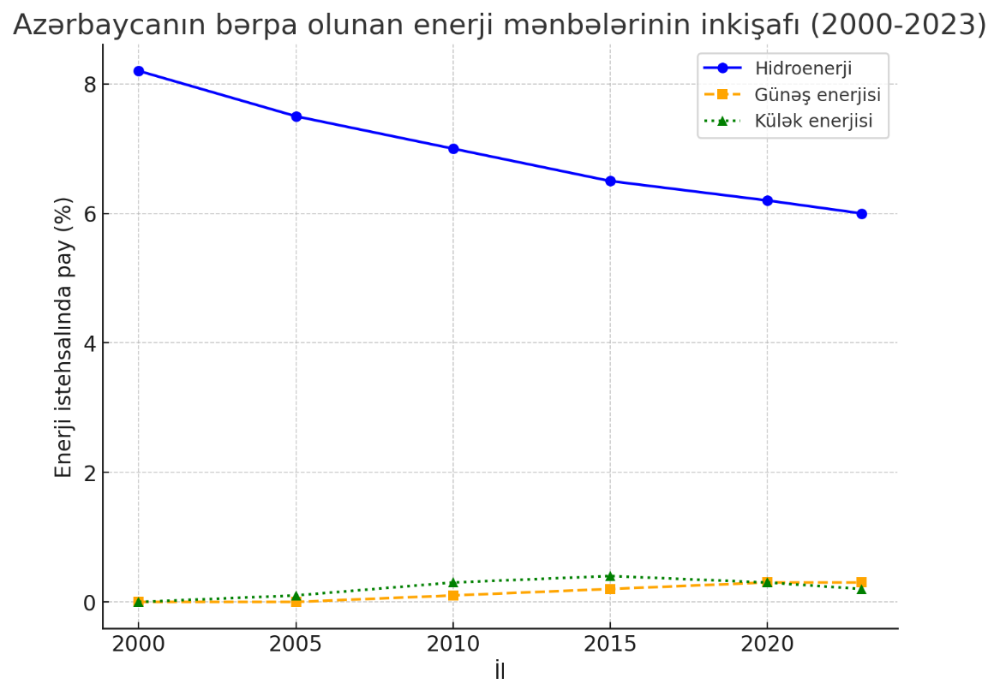 Azərbaycanın bərpa olunan enerji mənbələrinin inkişafı (2000-2023)
Hidroenerji
Günəş enerjisi
Külək enerjisi
Enerji istehsalında pay (%)
8
6
4
2
0
2000 2005 2010 2015 2020
İl